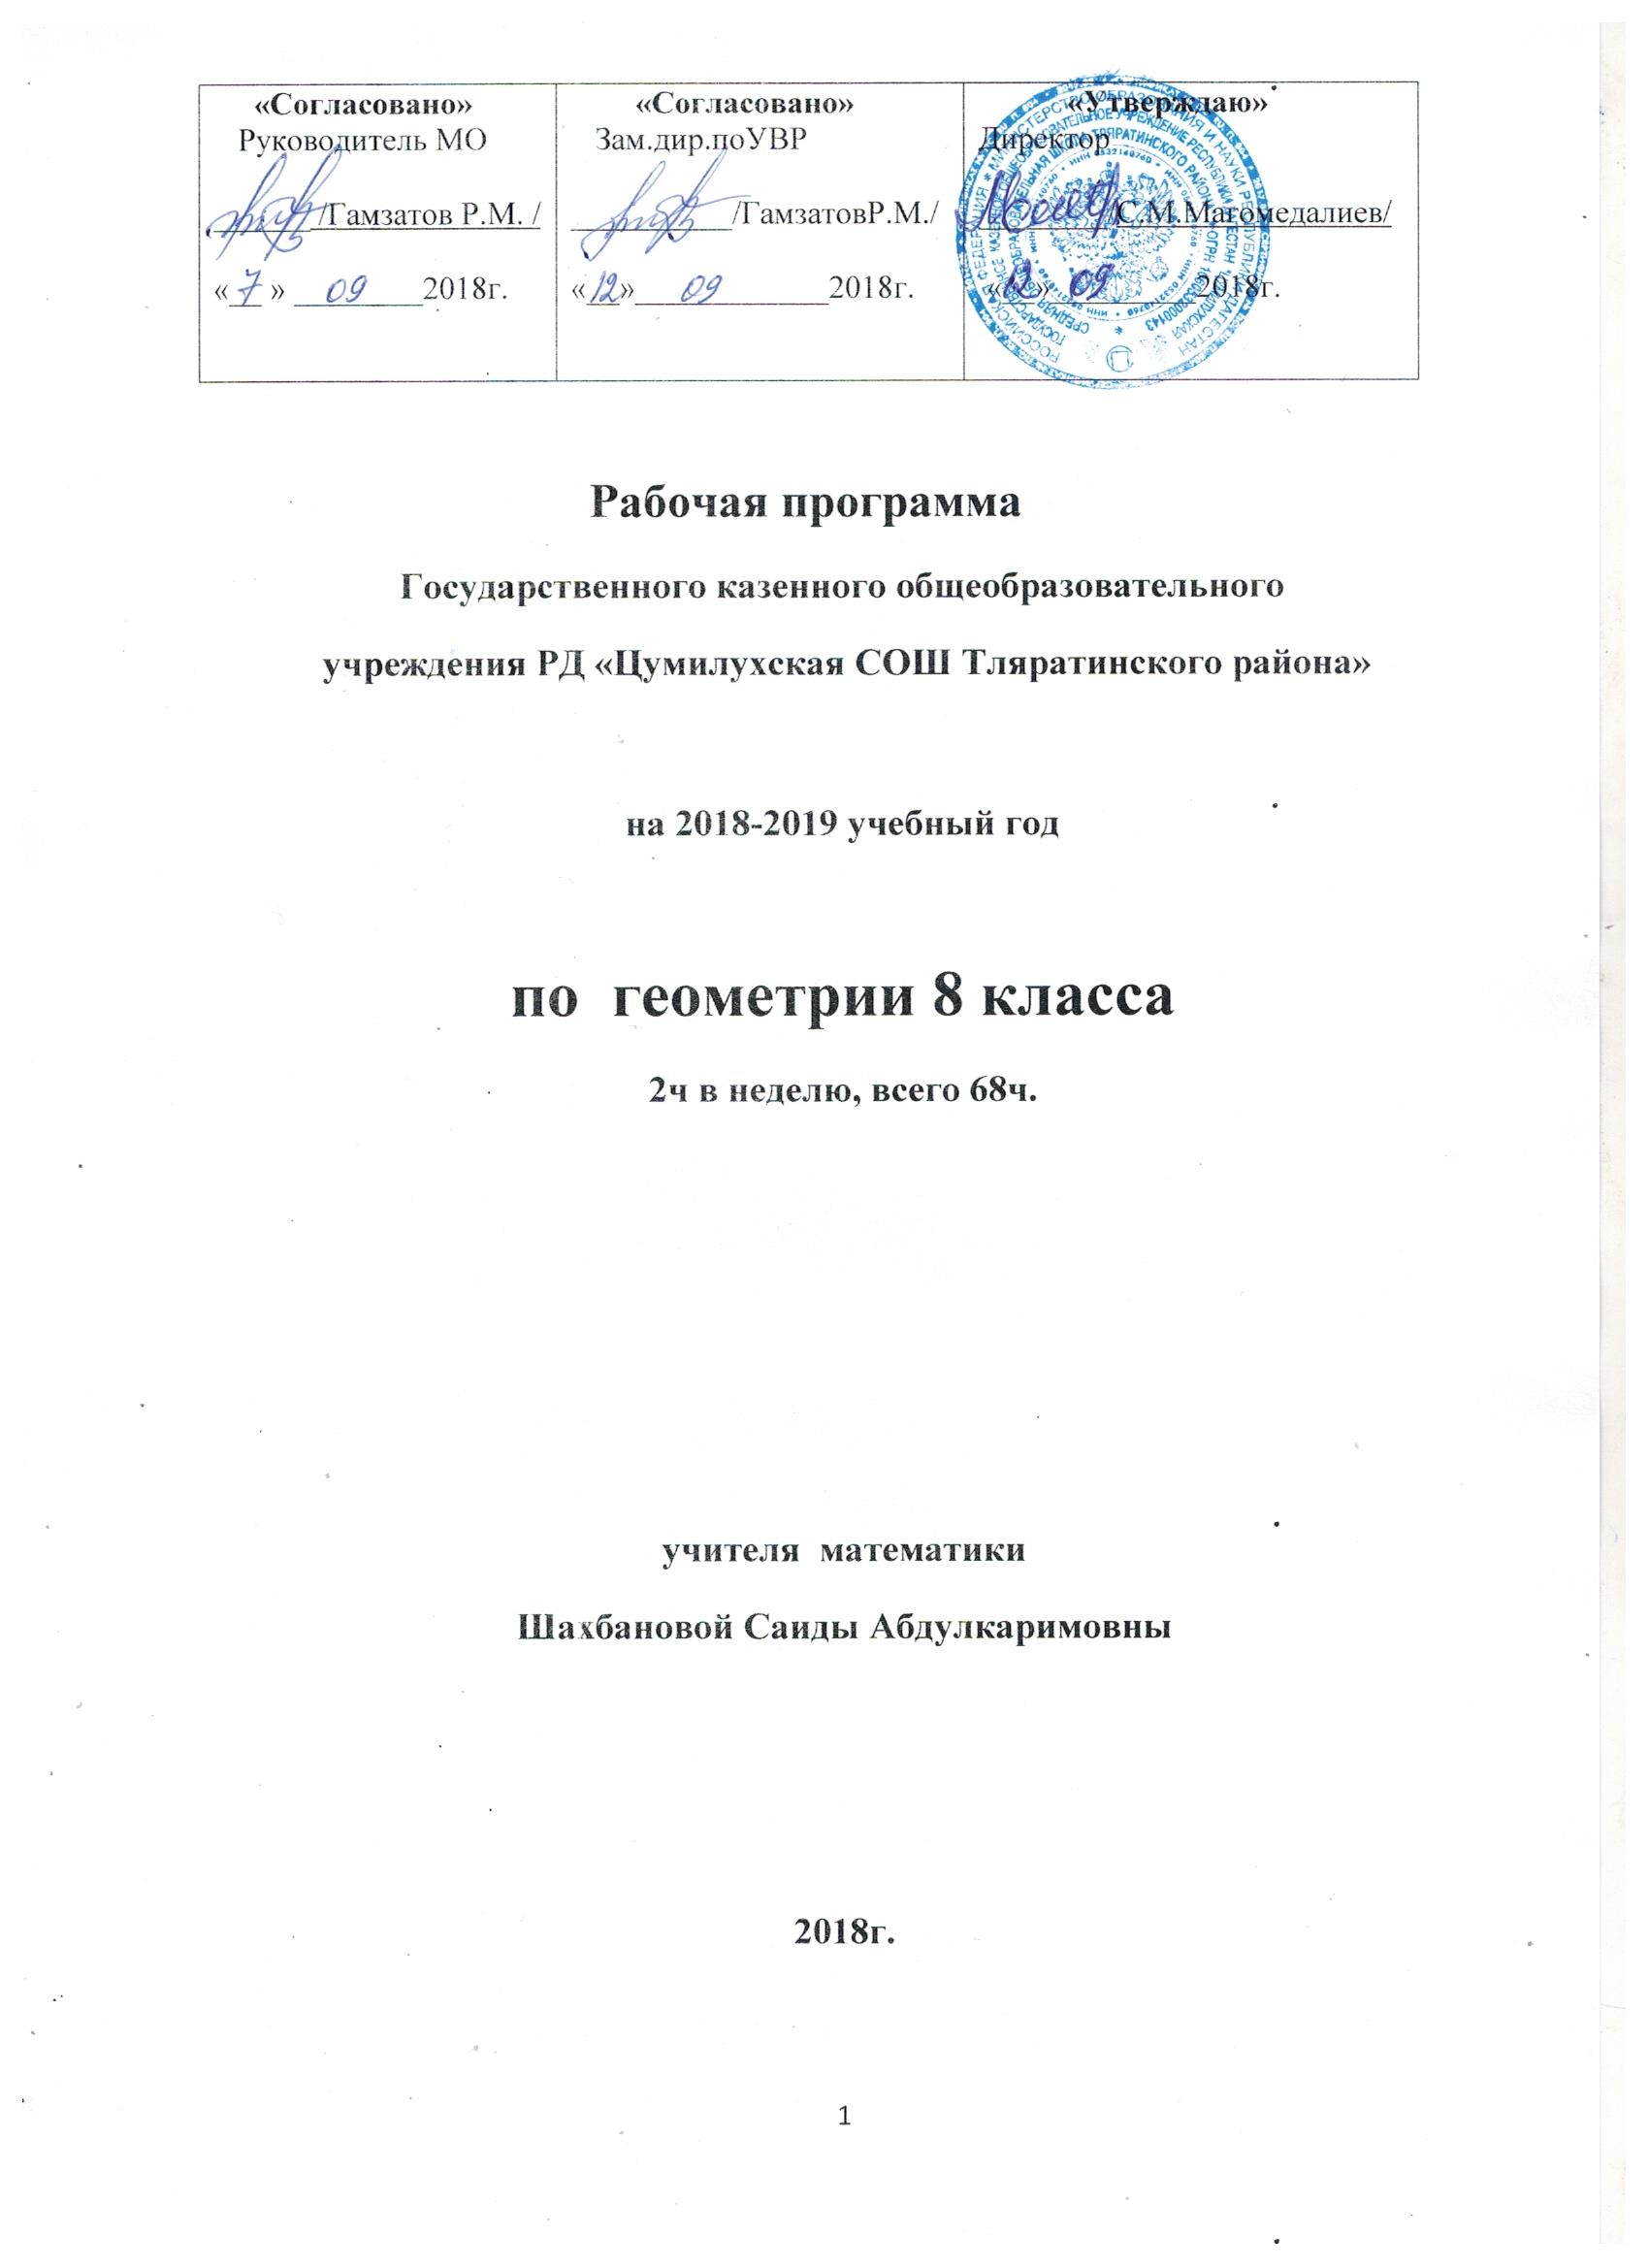 «Согласовано»
Руководитель МО
/Гамзатов Р.М. /
«7» 09 2018г.
«Согласовано»
Зам.дир.поУВР
/ГамзатовР.М./
«12» 09 2018г.
«Утверждаю»
Директор
С.М.Магомедалиев/
«12» 09 2018г.
Рабочая программа
Государственного казенного общеобразовательного
учреждения РД «Цумилухская СОШ Тляратинского района»
на 2018-2019 учебный год
по геометрии 8 класса
2ч в неделю, всего 68ч.
учителя математики
Шахбановой Саиды Абдулкаримовны
2018г.
1